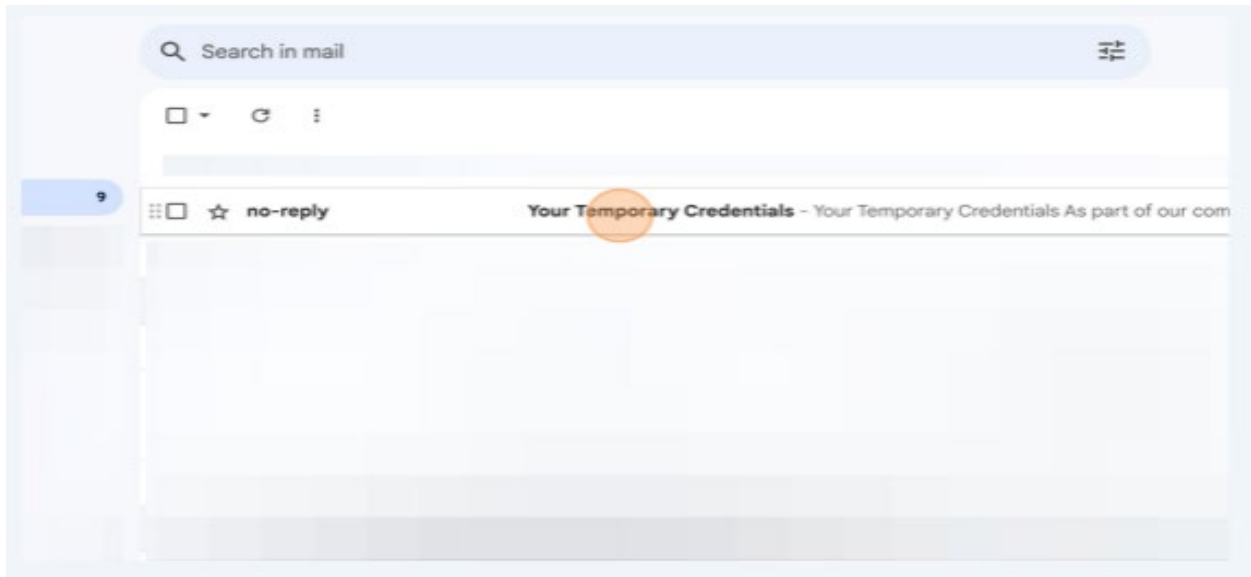 Search in mail
9
no-reply Your Temporary Credentials - Your Temporary Credentials As part of our com